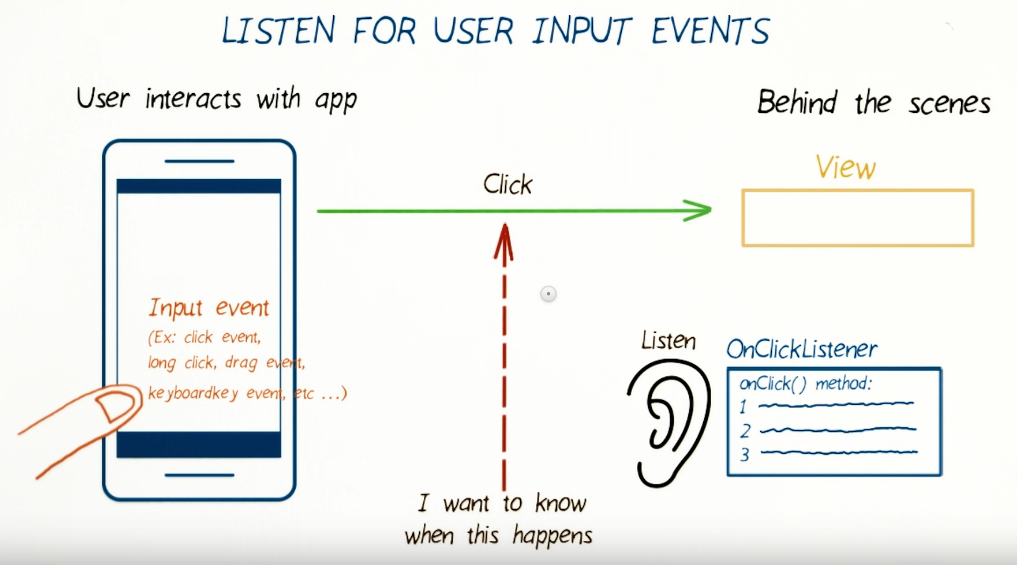 LISTEN FOR USER INPUT EVENTS
User interacts with app
Behind the scenes
Click
View
Input event
(Ex: click event,
long click, drag event,
keyboardkey event, etc ...)
Listen
OnClickListener
onClick() method:
1
2
3
I want to know
when this happens